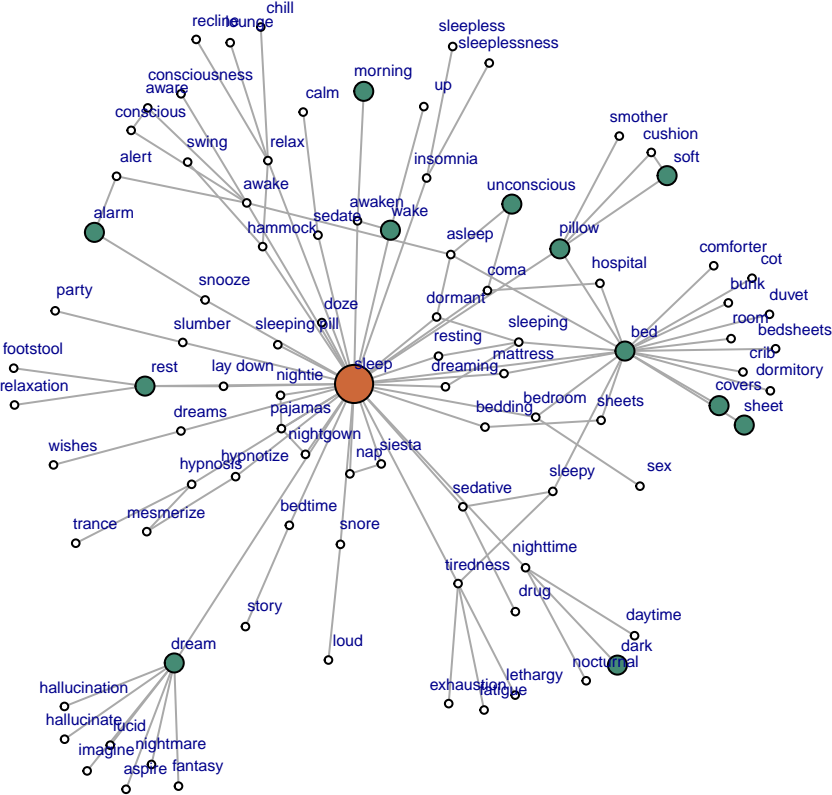 chill
recline
lounge
sleepless
sleeplessness
morning
consciousness
aware
calm
up
conscious
smother
cushion
swing
relax
soft
alert
insomnia
awake
unconscious
awaken
wake
alarm
sedate
hammock
asleep
pillow
comforter
cot
hospital
coma
snooze
bunk
duvet
party
doze
dormant
room
bed
bedsheets
slumber
sleeping pill
resting
sleeping
footstool
crib
mattress
rest
lay down
sleep
dreaming
dormitory
relaxation
nightie
covers
sheet
bedroom
sheets
dreams
pajamas
bedding
nightgown
siesta
wishes
nap
hypnotize
hypnosis
sleepy
sex
sedative
mesmerize
bedtime
trance
snore
nighttime
tiredness
drug
story
daytime
loud
dream
dark
nocturnal
lethargy
hallucination
exhaustion
fatigue
hallucinate
lucid
imagine
nightmare
aspire
fantasy